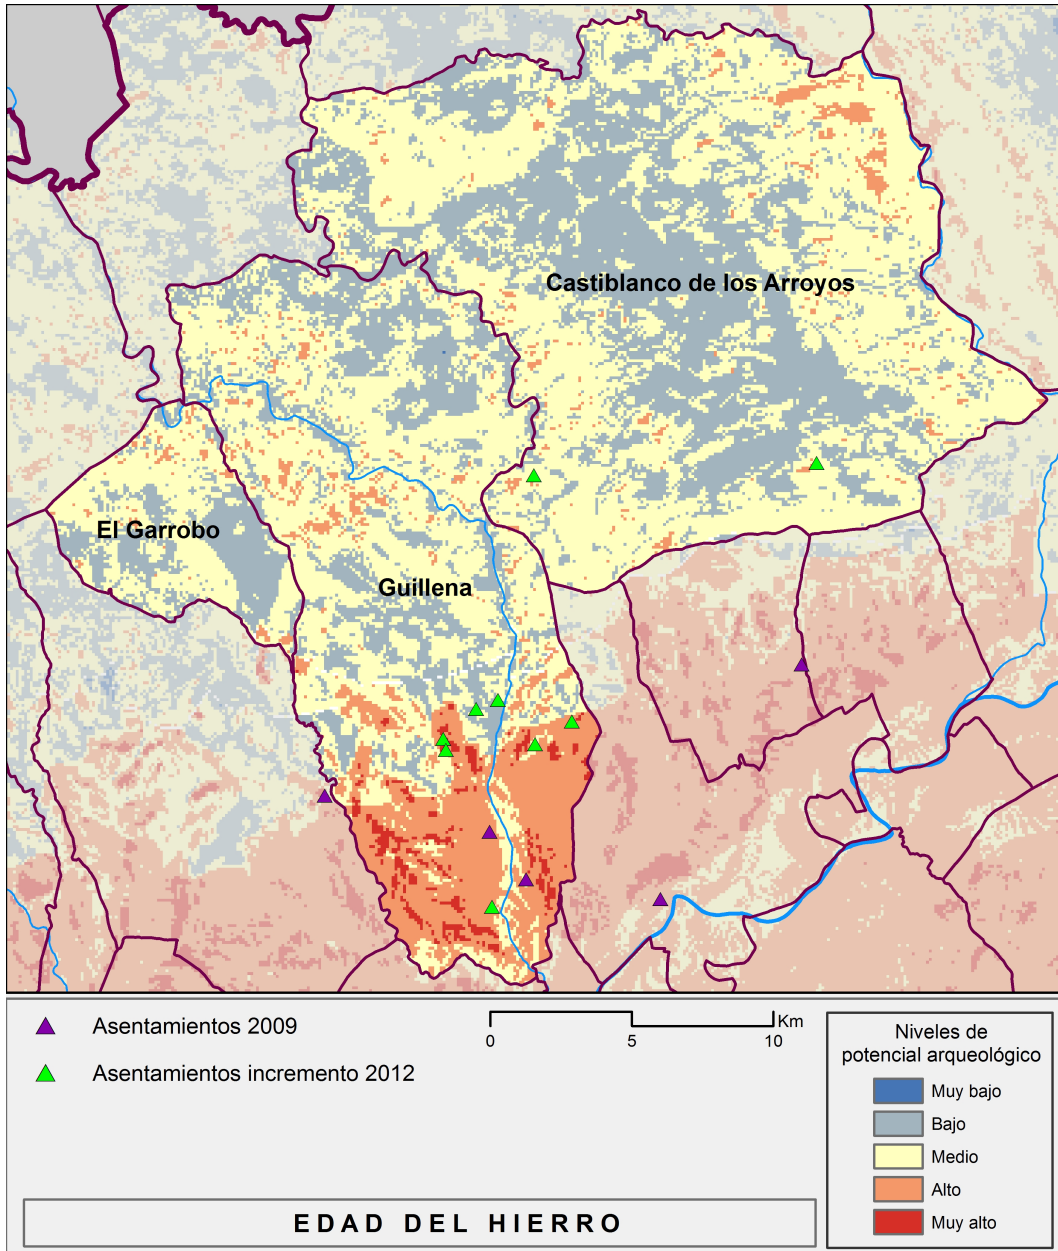 Castiblanco de los Arroyos
El Garrobo
Guillena
Asentamientos 2009
Asentamientos incremento 2012
Km
0 5 10
Niveles de
potencial arqueológico
Muy bajo
Bajo
Medio
Alto
Muy alto
EDAD DEL HIERRO